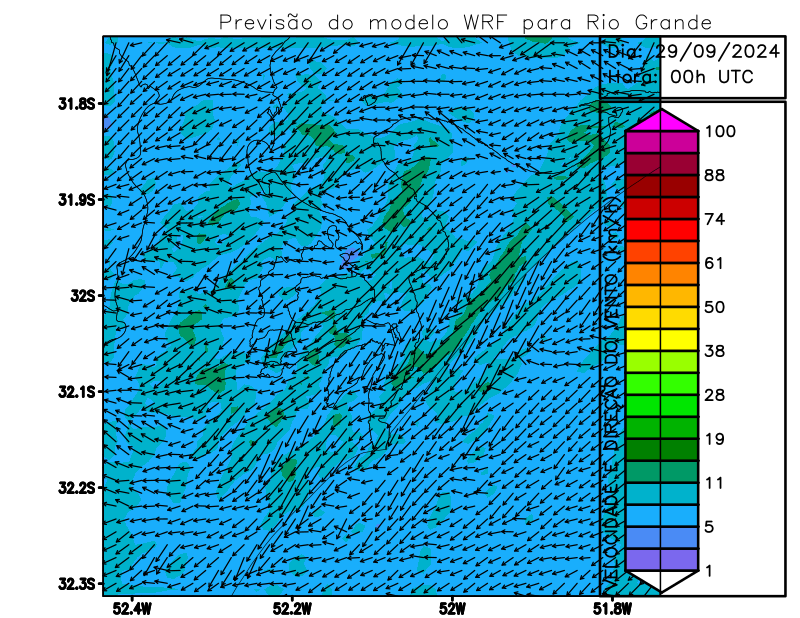 Previsão do modelo WRF para Rio Grande
Dia: 29/09/2024
Hora: 00h UTC
VELOCIDADE E DIREÇÃO DO VENTO (km/h)
100
88
74
61
50
38
28
19
11
5
1
31.8S
31.9S
32S
32.1S
32.2S
32.3S
52.4W
52.2W
52W
51.8W